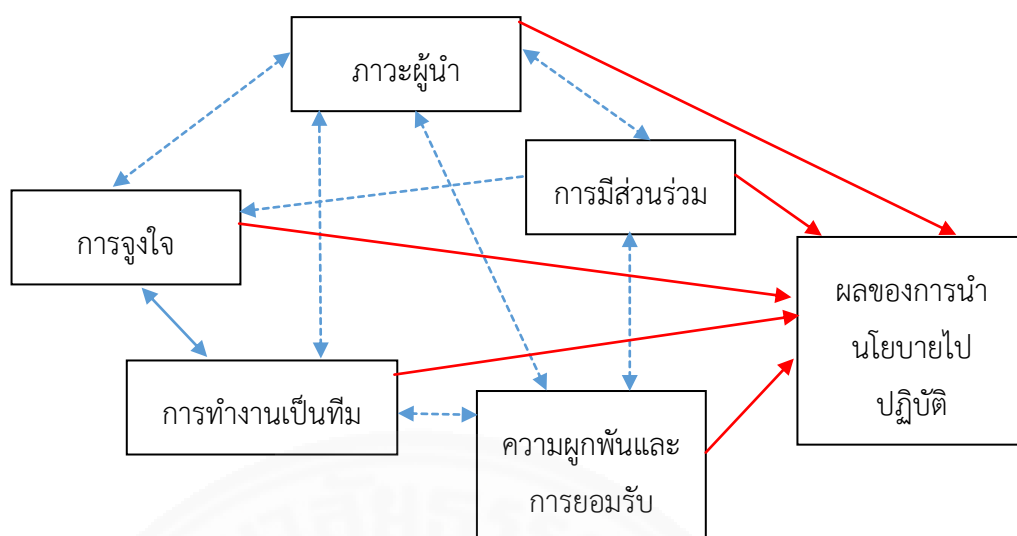 ภาวะผู้นำ
การมีส่วนร่วม
การจูงใจ
ผลของการนำ
นโยบายไป
ปฏิบัติ
การทำงานเป็นทีม
ความผูกพันและ
การยอมรับ